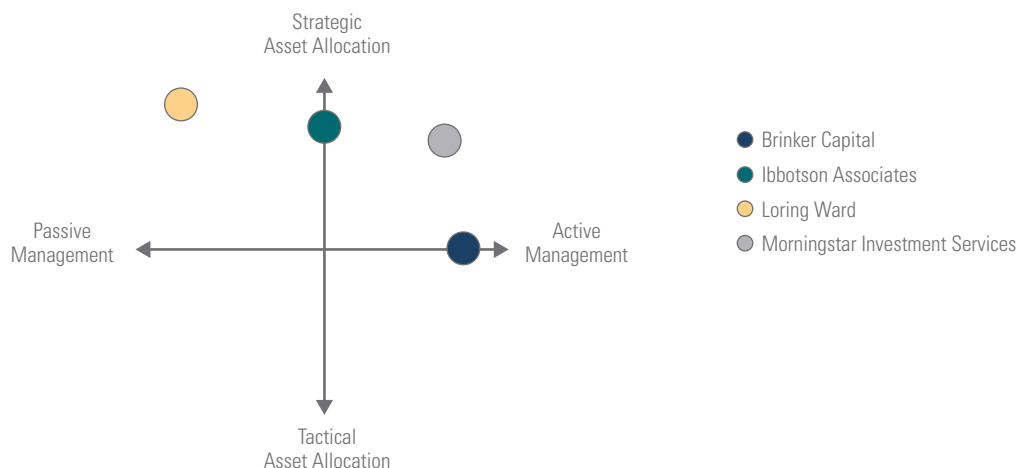 Strategic
Asset Allocation
Brinker Capital
Ibbotson Associates
Loring Ward
Morningstar Investment Services
Passive
Management
Active
Management
Tactical
Asset Allocation